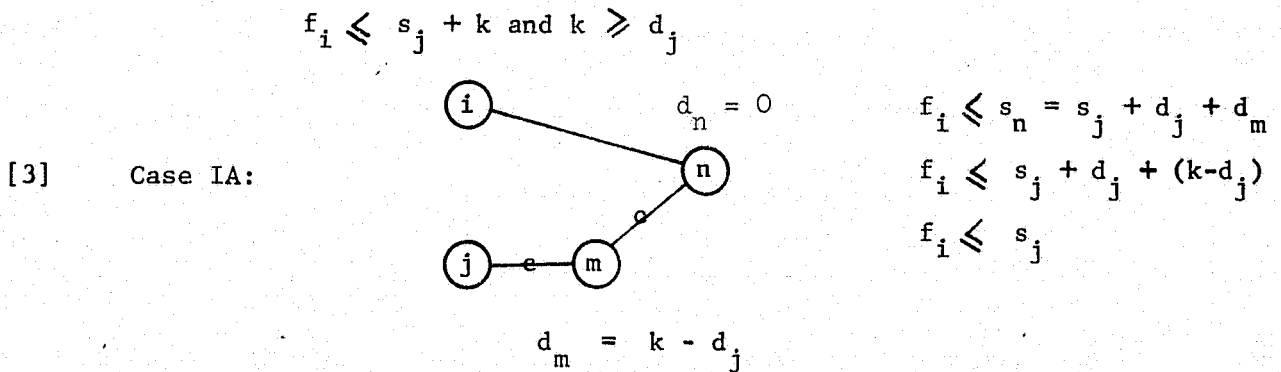 f_i ⩽ s_j + k and k ⩾ d_j
i
d_n = 0
f_i ⩽ s_n = s_j + d_j + d_m
[3] Case IA:
n
f_i ⩽ s_j + d_j + (k-d_j)
c
f_i ⩽ s_j
j e m
d_m = k - d_j